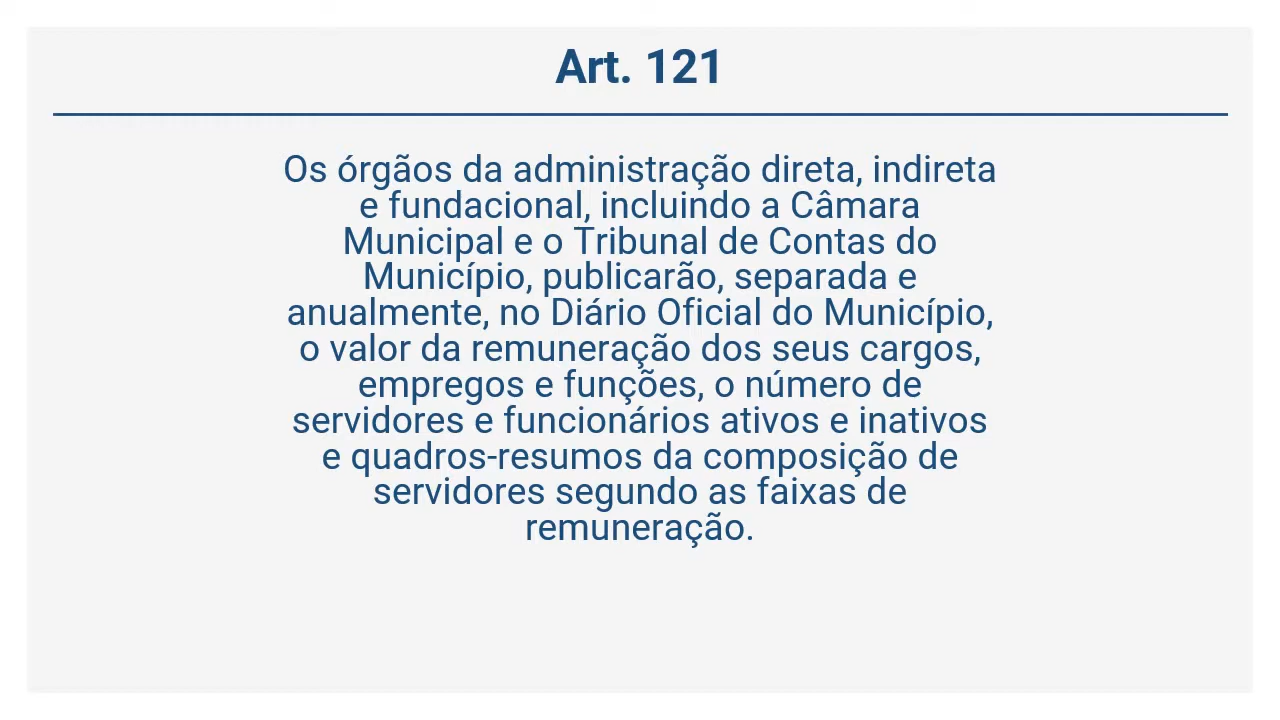 Art. 121
Os órgãos da administração direta, indireta
e fundacional, incluindo a Câmara
Municipal e o Tribunal de Contas do
Município, publicarão, separada e
anualmente, no Diário Oficial do Município,
o valor da remuneração dos seus cargos,
empregos e funções, o número de
servidores e funcionários ativos e inativos
e quadros-resumos da composição de
servidores segundo as faixas de
remuneração.